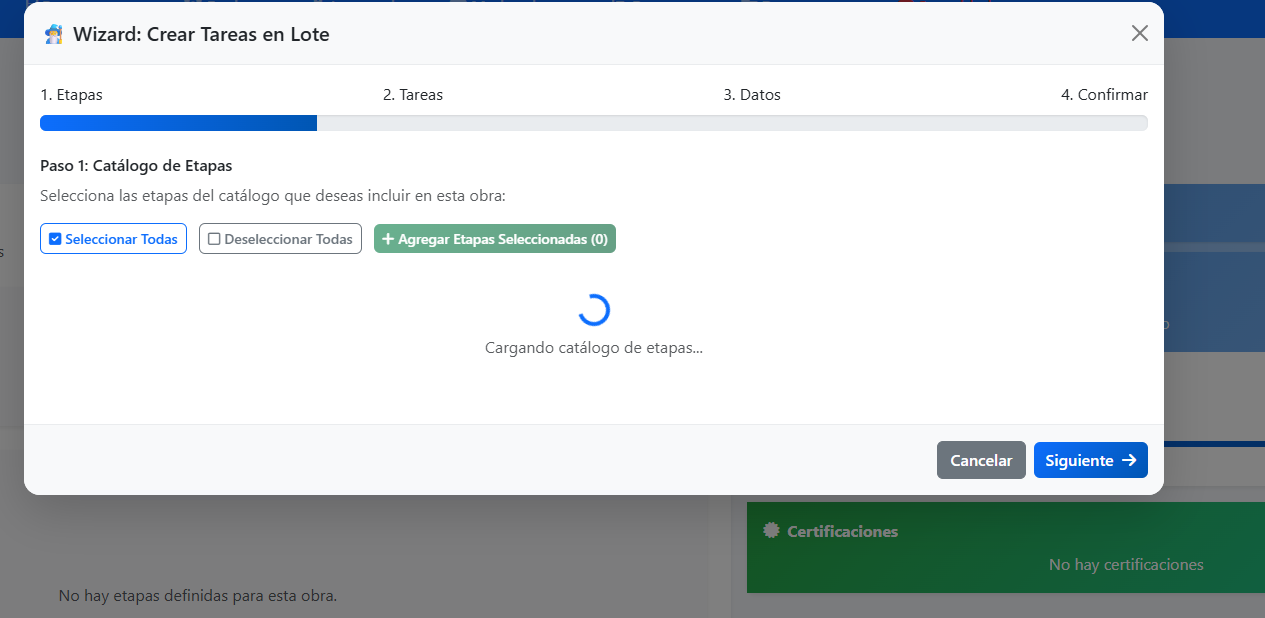 Wizard: Crear Tareas en Lote
1. Etapas
2. Tareas
3. Datos
4. Confirmar
Paso 1: Catálogo de Etapas
Selecciona las etapas del catálogo que deseas incluir en esta obra:
Seleccionar Todas
Deseleccionar Todas
Agregar Etapas Seleccionadas (0)
Cargando catálogo de etapas...
Cancelar
Siguiente
Certificaciones
No hay certificaciones
No hay etapas definidas para esta obra.